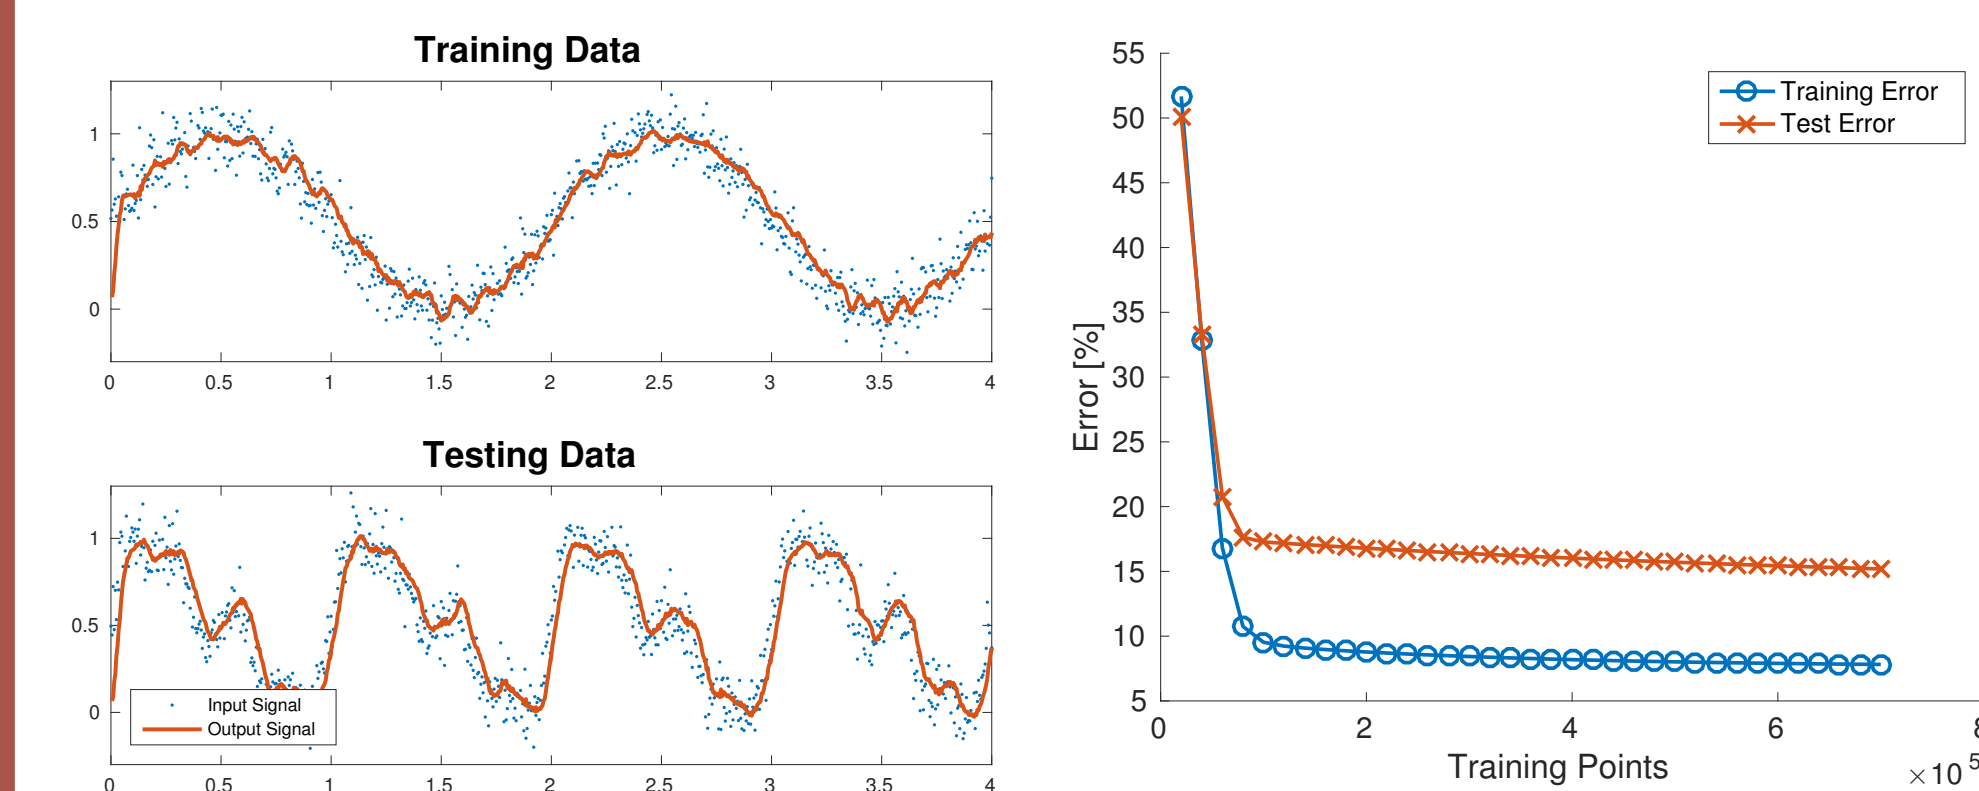 Training Data
1
0.5
0
0 0.5 1 1.5 2 2.5 3 3.5 4
Testing Data
1
0.5
0
Input Signal
Output Signal
0 0.5 1 1.5 2 2.5 3 3.5 4
55
50
45
40
35
30
25
20
15
10
5
Error [%]
Training Error
Test Error
0 2 4 6 8
Training Points
×10 5